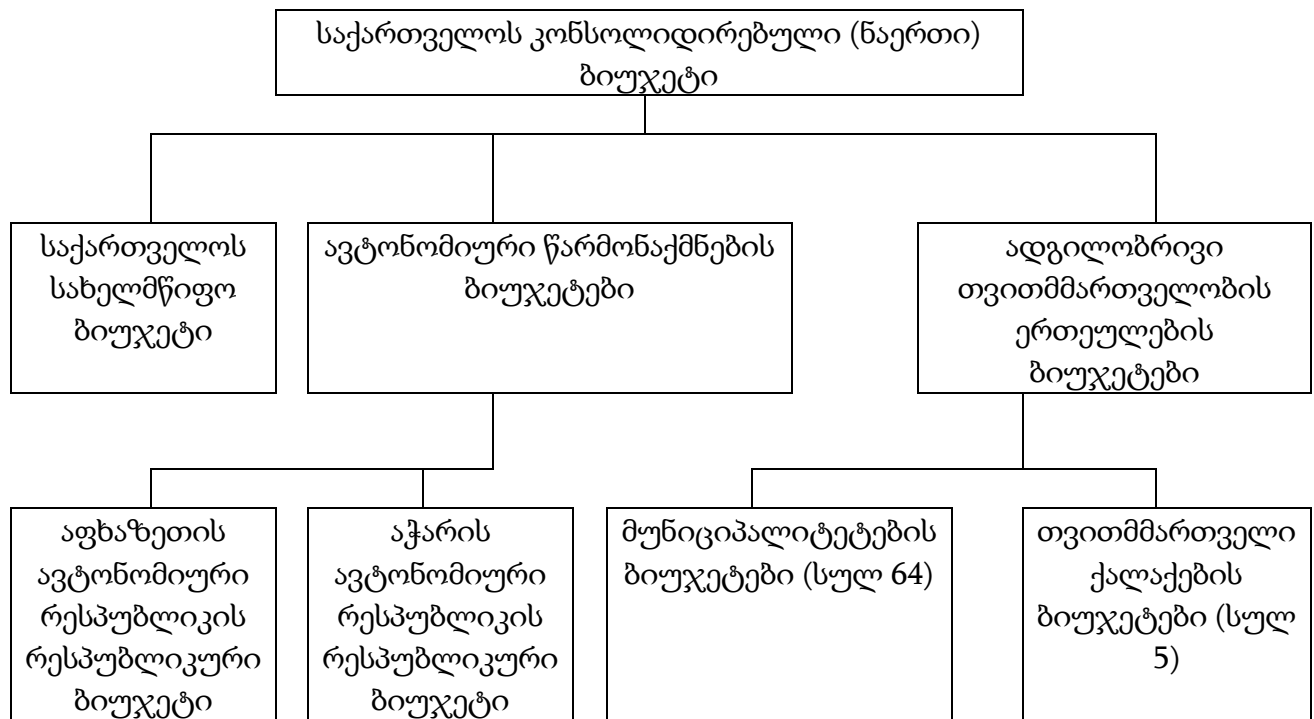 საქართველოს კონსოლიდირებული (ნაერთი)
ბიუჯეტი
საქართველოს
სახელმწიფო
ბიუჯეტი
ავტონომიური წარმონაქმნების
ბიუჯეტები
ადგილობრივი
თვითმმართველობის
ერთეულების
ბიუჯეტები
აფხაზეთის
ავტონომიური
რესპუბლიკის
რესპუბლიკური
ბიუჯეტი
აჭარის
ავტონომიური
რესპუბლიკის
რესპუბლიკური
ბიუჯეტი
მუნიციპალიტეტების
ბიუჯეტები (სულ 64)
თვითმმართველი
ქალაქების
ბიუჯეტები (სულ
5)